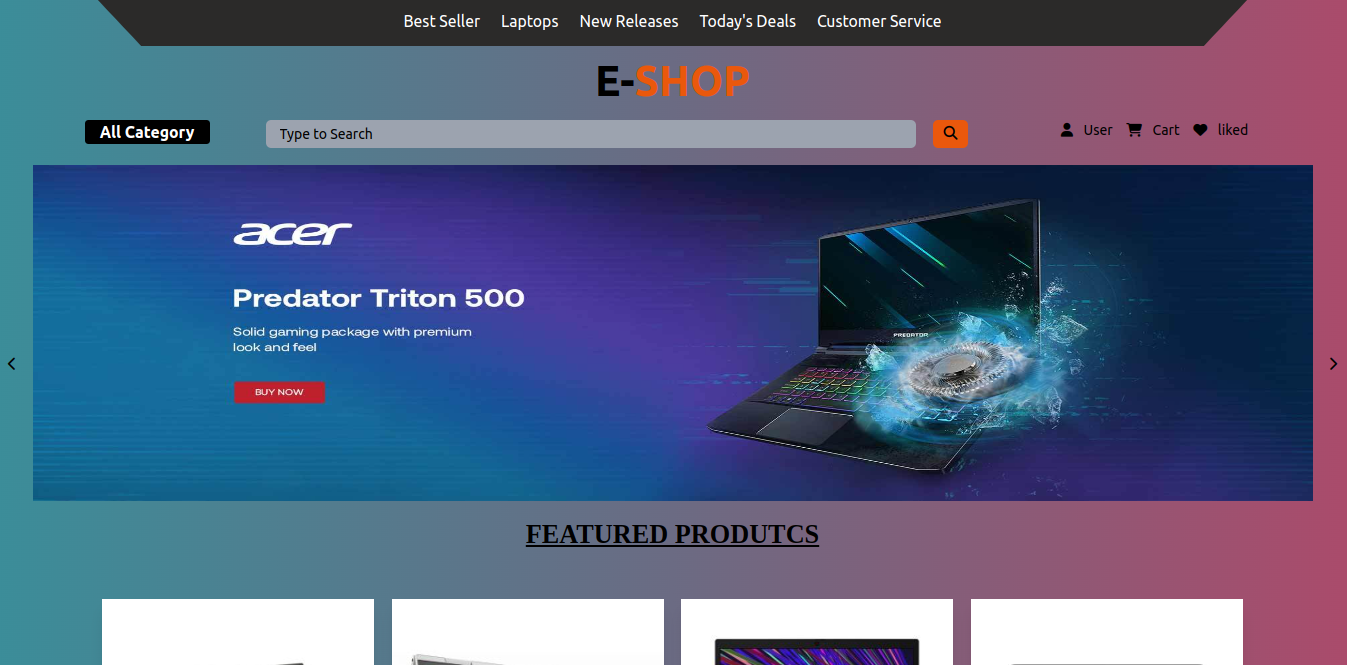 Best Seller Laptops New Releases Today's Deals Customer Service
E-SHOP
All Category Type to Search User Cart liked
acer
Predator Triton 500
Solid gaming package with premium
look and feel
BUY NOW
PREDATOR
FEATURED PRODUTCS